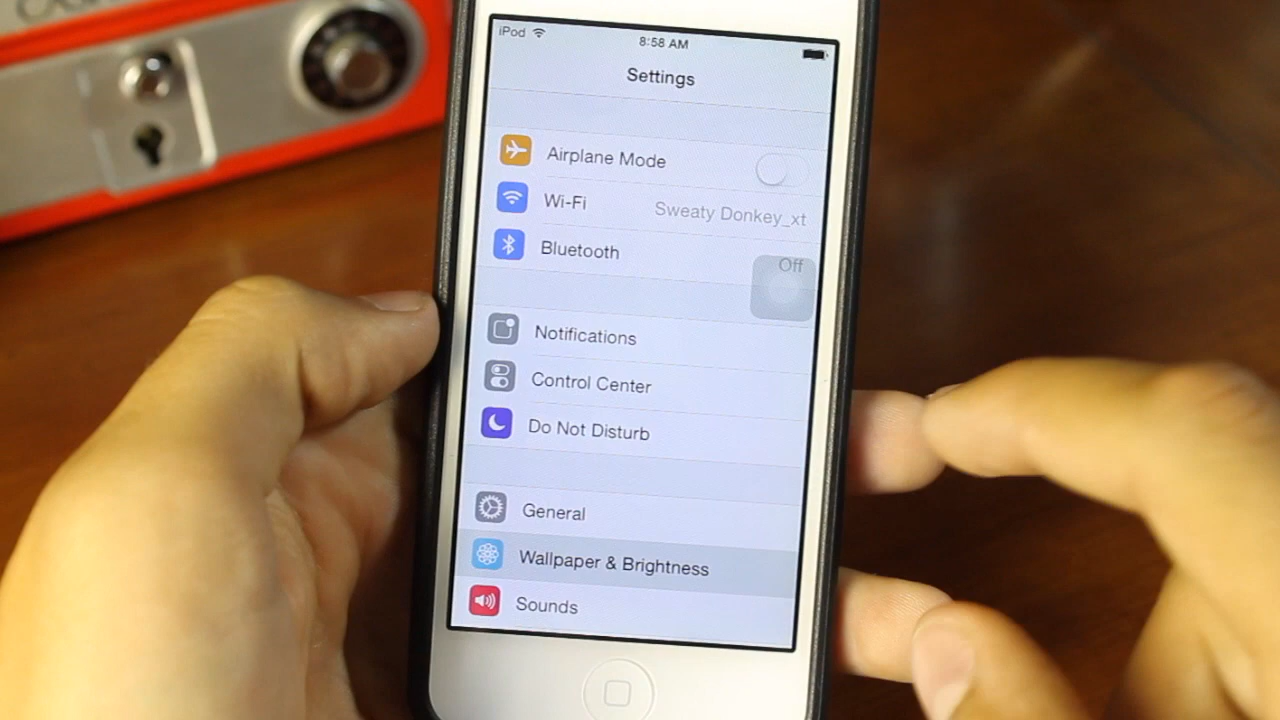 iPod
8:58 AM
Settings
Airplane Mode
Wi-Fi Sweaty Donkey_xt
Bluetooth Off
Notifications
Control Center
Do Not Disturb
General
Wallpaper & Brightness
Sounds